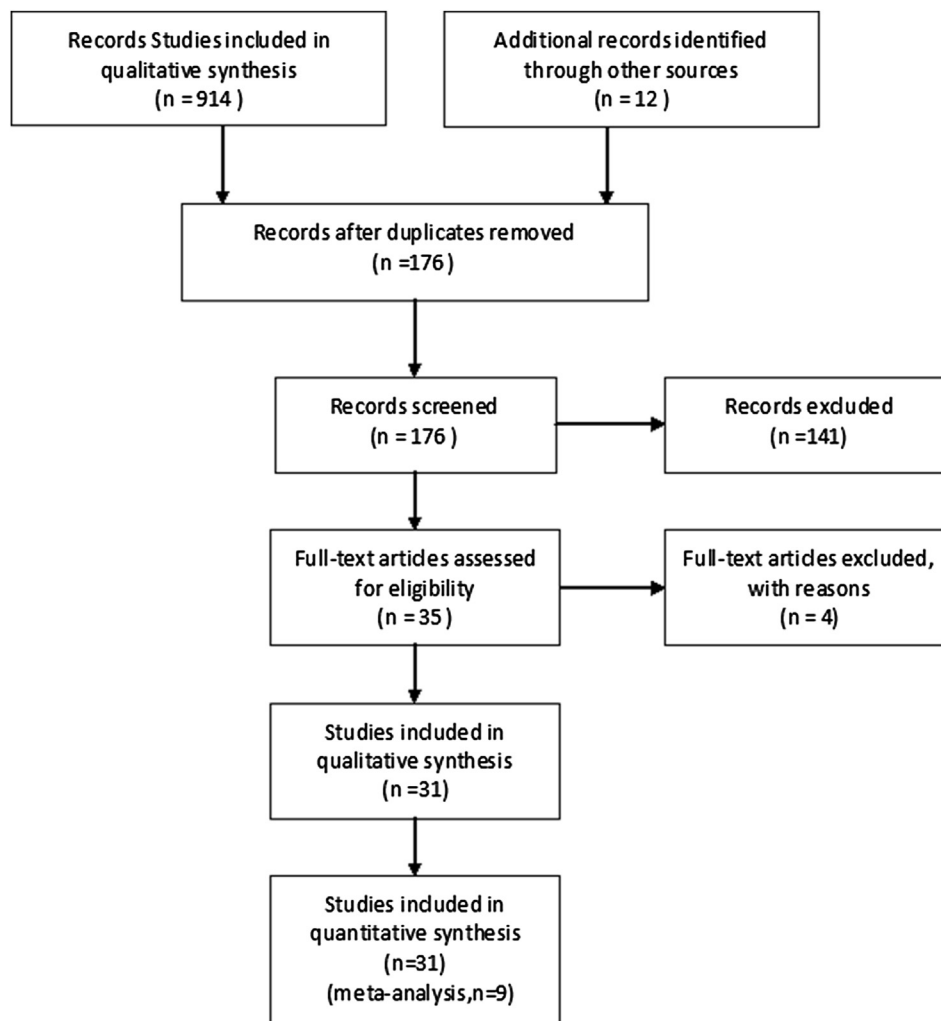 Records Studies included in
qualitative synthesis
(n = 914 )
Additional records identified
through other sources
(n = 12 )
Records after duplicates removed
(n =176)
Records screened
(n = 176 )
Records excluded
(n =141)
Full-text articles assessed
for eligibility
(n = 35 )
Full-text articles excluded,
with reasons
(n = 4)
Studies included in
qualitative synthesis
(n =31)
Studies included in
quantitative synthesis
(n=31)
(meta-analysis,n=9)